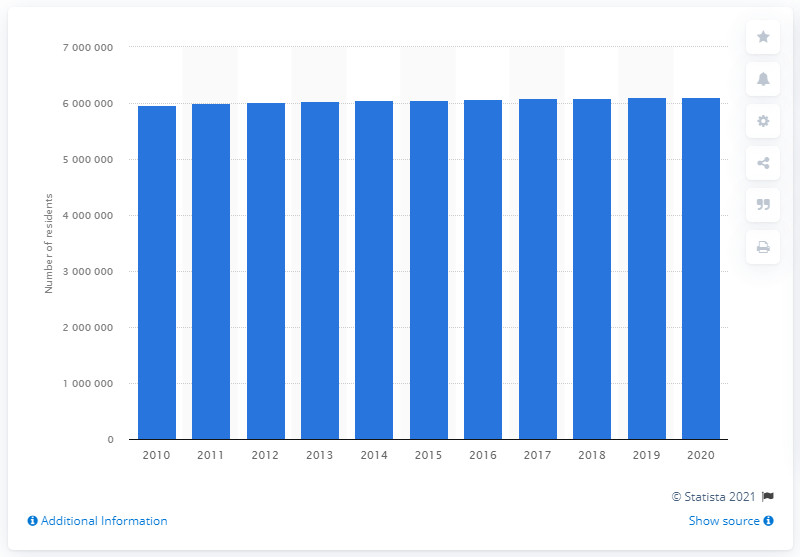 7 000 000
6 000 000
5 000 000
4 000 000
3 000 000
2 000 000
1 000 000
0
Number of residents
2010 2011 2012 2013 2014 2015 2016 2017 2018 2019 2020
© Statista 2021
Additional Information
Show source